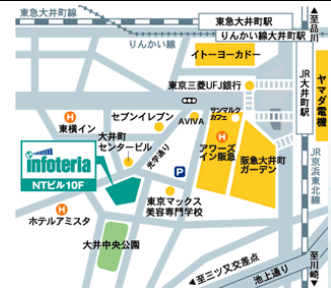 東急大井町線
東急大井町駅
りんかい線
りんかい線大井町駅
至品川
イトーヨーカドー
ヤマダ電機
東京三菱UFJ銀行
JR大井町駅
セブンイレブン
AVIVA
サンマルク
カフェ
H
東横イン
大井町
センタービル
光学通り
H
アワーズ
イン阪急
阪急大井町
ガーデン
JR京浜東北線
infoteria
NTビル10F
P
H
ホテルアミスタ
東京マックス
美容専門学校
大井中央公園
至三ツ又交差点
池上通り
至川崎